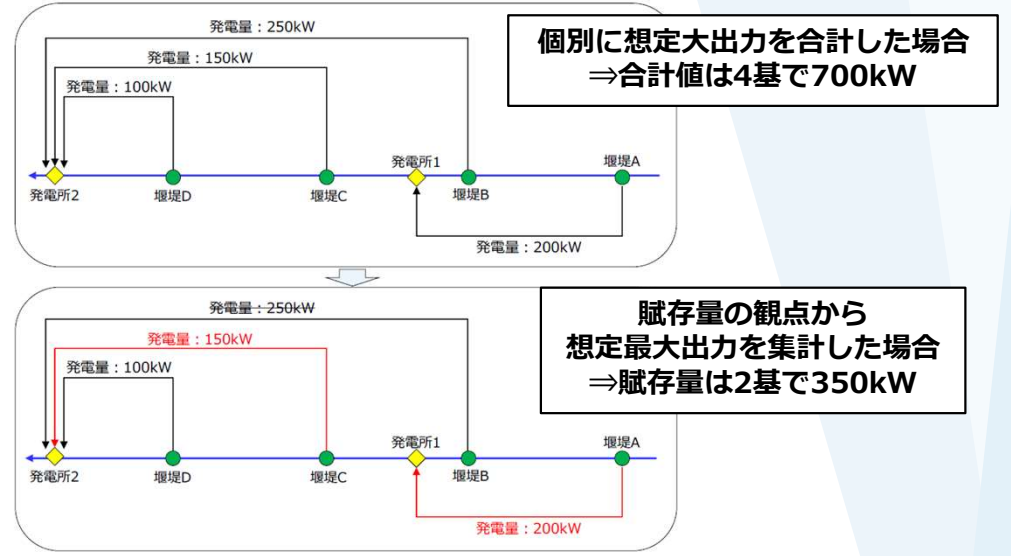 発電量：250kW
発電量：150kW
発電量：100kW
個別に想定大出力を合計した場合
⇒合計値は4基で700kW
発電所1
堰堤A
発電所2
堰堤D
堰堤C
堰堤B
発電量：200kW
発電量：250kW
発電量：150kW
発電量：100kW
賦存量の観点から
想定最大出力を集計した場合
⇒賦存量は2基で350kW
発電所1
堰堤A
発電所2
堰堤D
堰堤C
堰堤B
発電量：200kW